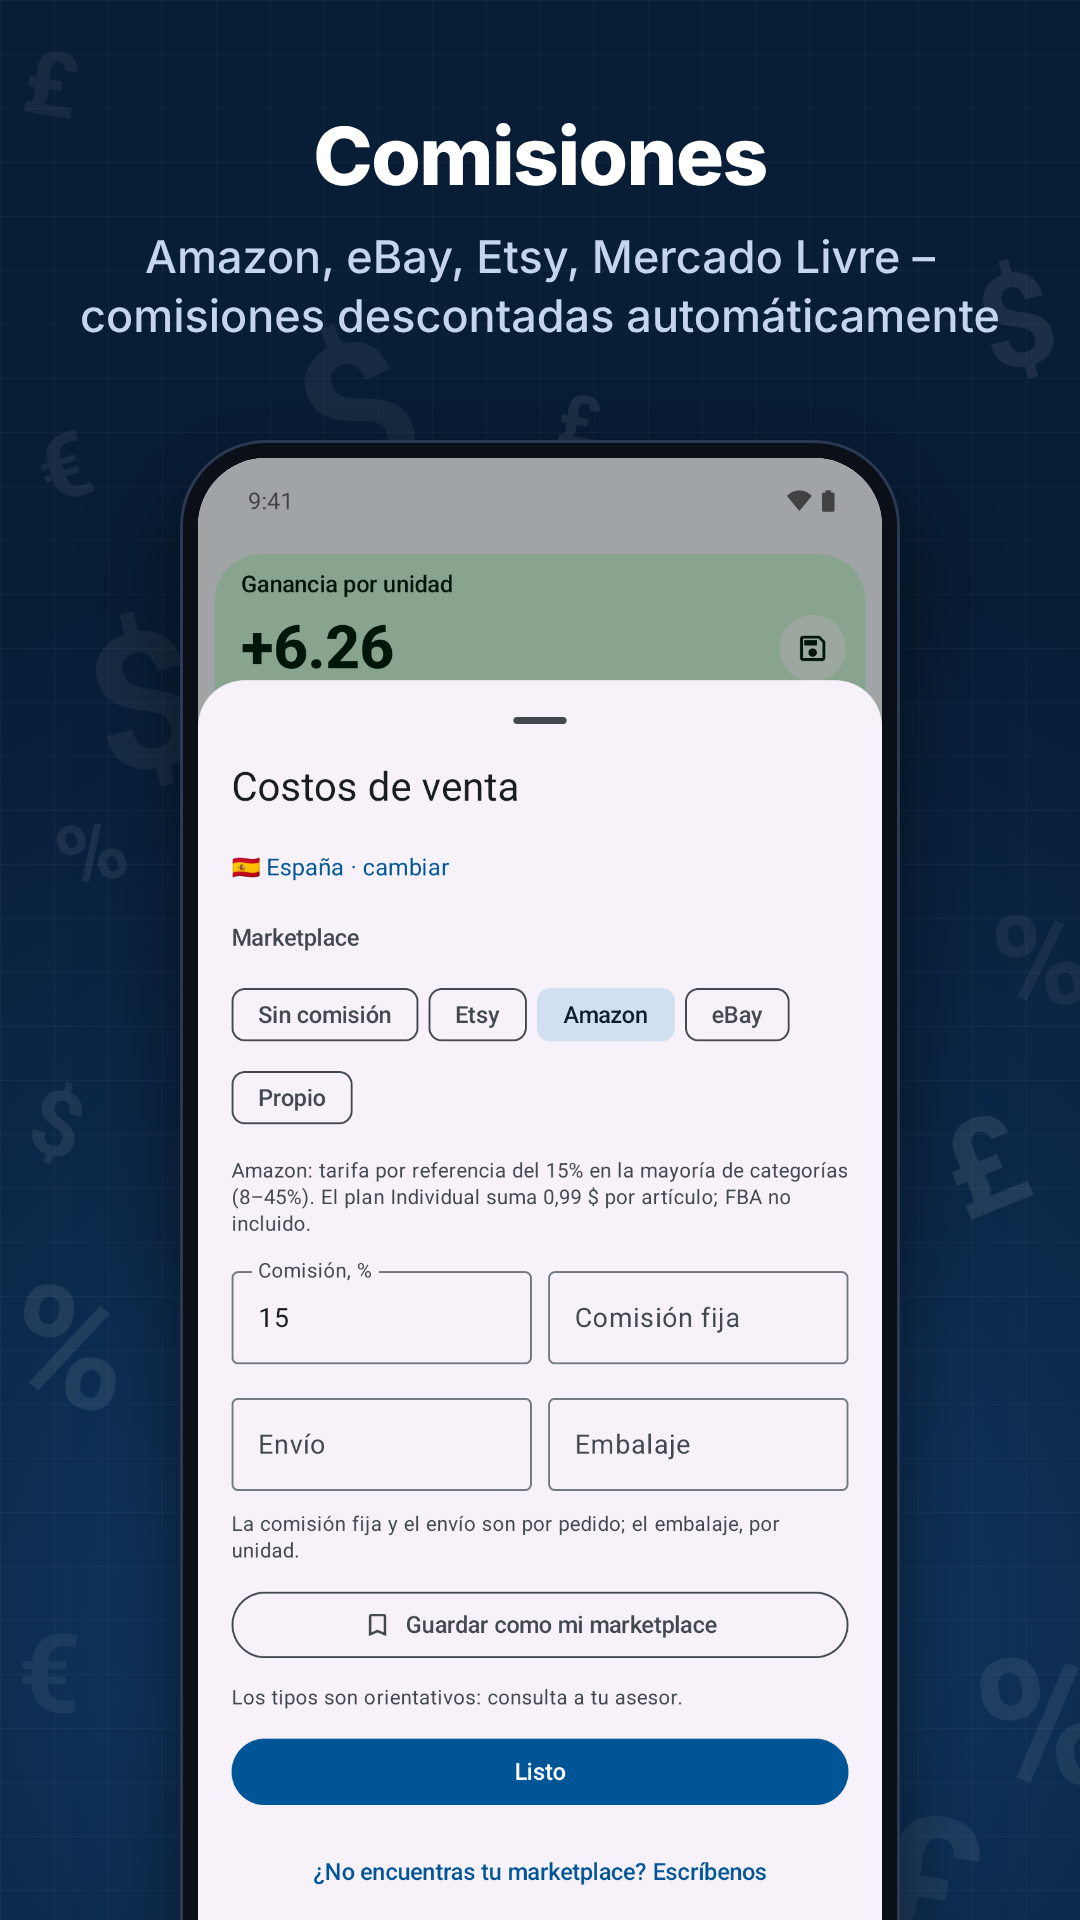 Comisiones
Amazon, eBay, Etsy, Mercado Livre –
comisiones descontadas automáticamente
9:41
Ganancia por unidad
+6.26
Costos de venta
🇪🇸 España · cambiar
Marketplace
Sin comisión
Etsy
Amazon
eBay
Propio
Amazon: tarifa por referencia del 15% en la mayoría de categorías
(8–45%). El plan Individual suma 0,99 $ por artículo; FBA no
incluido.
Comisión, %
15
Comisión fija
Envío
Embalaje
La comisión fija y el envío son por pedido; el embalaje, por
unidad.
Guardar como mi marketplace
Los tipos son orientativos: consulta a tu asesor.
Listo
¿No encuentras tu marketplace? Escríbenos